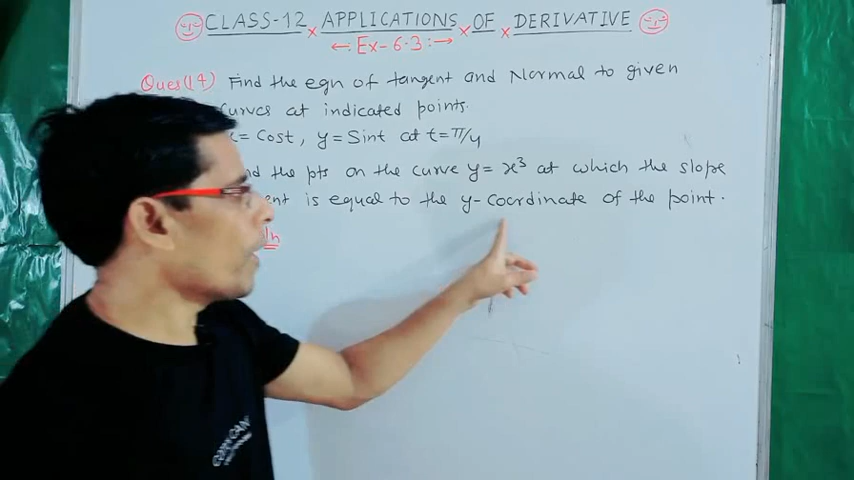 CLASS-12 x APPLICATIONS x OF x DERIVATIVE
← Ex-6.3: →
Ques(14) Find the eqn of tangent and Normal to given
curves at indicated points.
= Cost, y=Sint at t=π/4
the pts on the curve y= x³ at which the slope
is equal to the y-coordinate of the point.